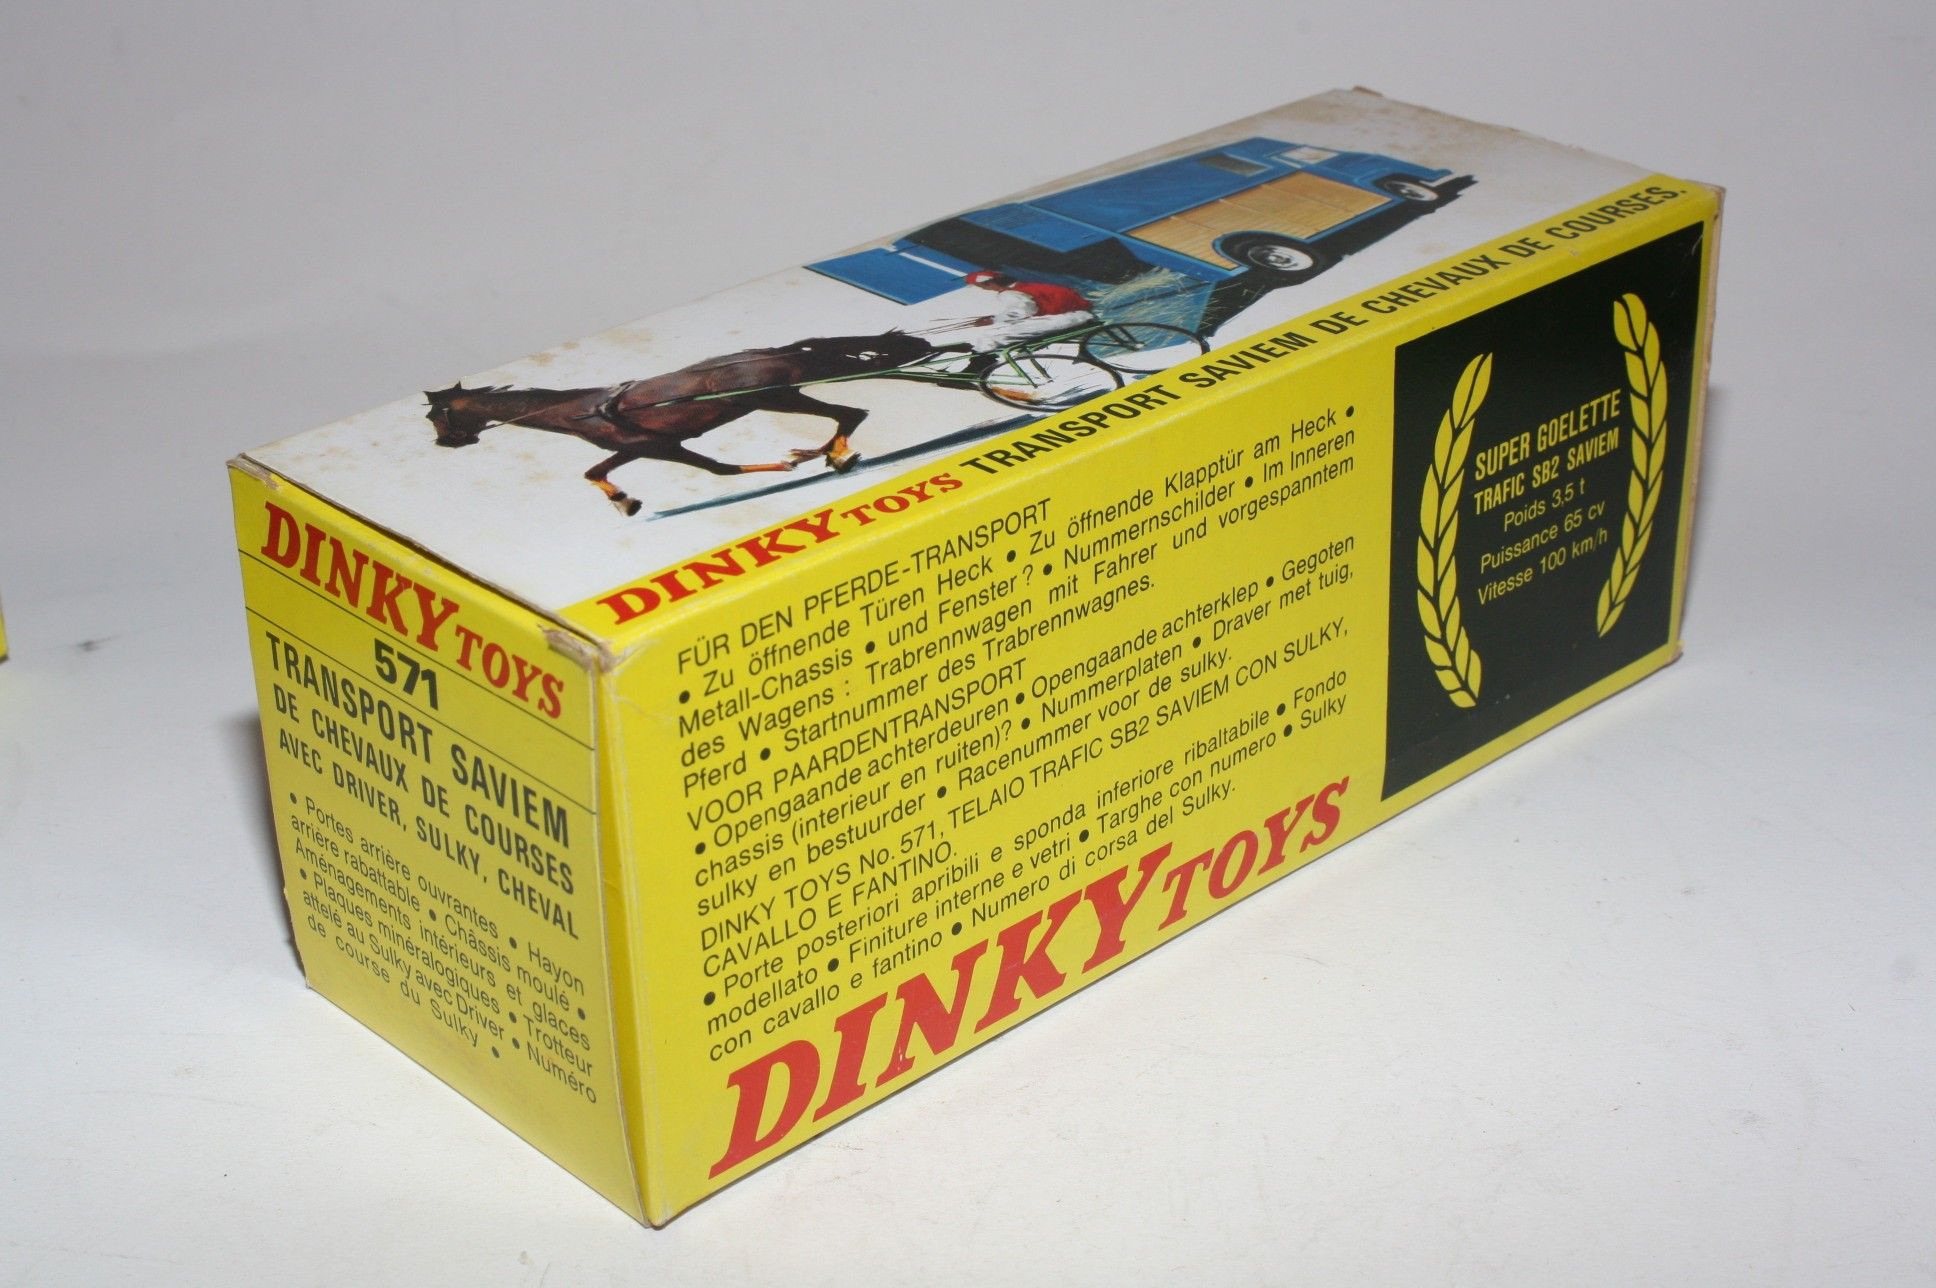 DINKY TOYS TRANSPORT SAVIEM DE CHEVAUX DE COURSES.
DINKY TOYS
571
TRANSPORT SAVIEM
DE CHEVAUX DE COURSES
AVEC DRIVER, SULKY, CHEVAL
• Portes arrière ouvrantes • Hayon
arrière rabattable • Châssis moulé •
Aménagements intérieurs et glaces
• Plaques minéralogiques • Trotteur
attelé au Sulky avec Driver • Numéro
de course du Sulky •
FÜR DEN PFERDE-TRANSPORT
• Zu öffnende Türen Heck • Zu öffnende Klapptür am Heck •
Metall-Chassis • und Fenster ? • Nummernschilder • Im Inneren
des Wagens : Trabrennwagen mit Fahrer und vorgespanntem
Pferd • Startnummer des Trabrennwagnes.
VOOR PAARDENTRANSPORT
• Opengaande achterdeuren • Opengaande achterklep • Gegoten
chassis (interieur en ruiten)? • Nummerplaten • Draver met tuig,
sulky en bestuurder • Racenummer voor de sulky.
DINKY TOYS No. 571, TELAIO TRAFIC SB2 SAVIEM CON SULKY,
CAVALLO E FANTINO.
• Porte posteriori apribili e sponda inferiore ribaltabile • Fondo
modellato • Finiture interne e vetri • Targhe con numero • Sulky
con cavallo e fantino • Numero di corsa del Sulky.
DINKY TOYS
SUPER GOELETTE
TRAFIC SB2 SAVIEM
Poids 3,5 t
Puissance 65 cv
Vitesse 100 km/h